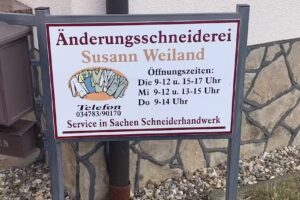 Änderungsschneiderei
Susann Weiland
Öffnungszeiten:
Die 9-12 u. 15-17 Uhr
Mi 9-12 u. 13-15 Uhr
Do 9-14 Uhr
Telefon
034783/90170
Service in Sachen Schneiderhandwerk